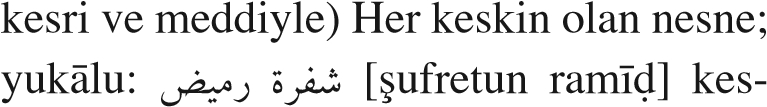 kesri ve meddiyle) Her keskin olan nesne;
yukālu: شفرة رميض [şufretun ramīḍ] kes-